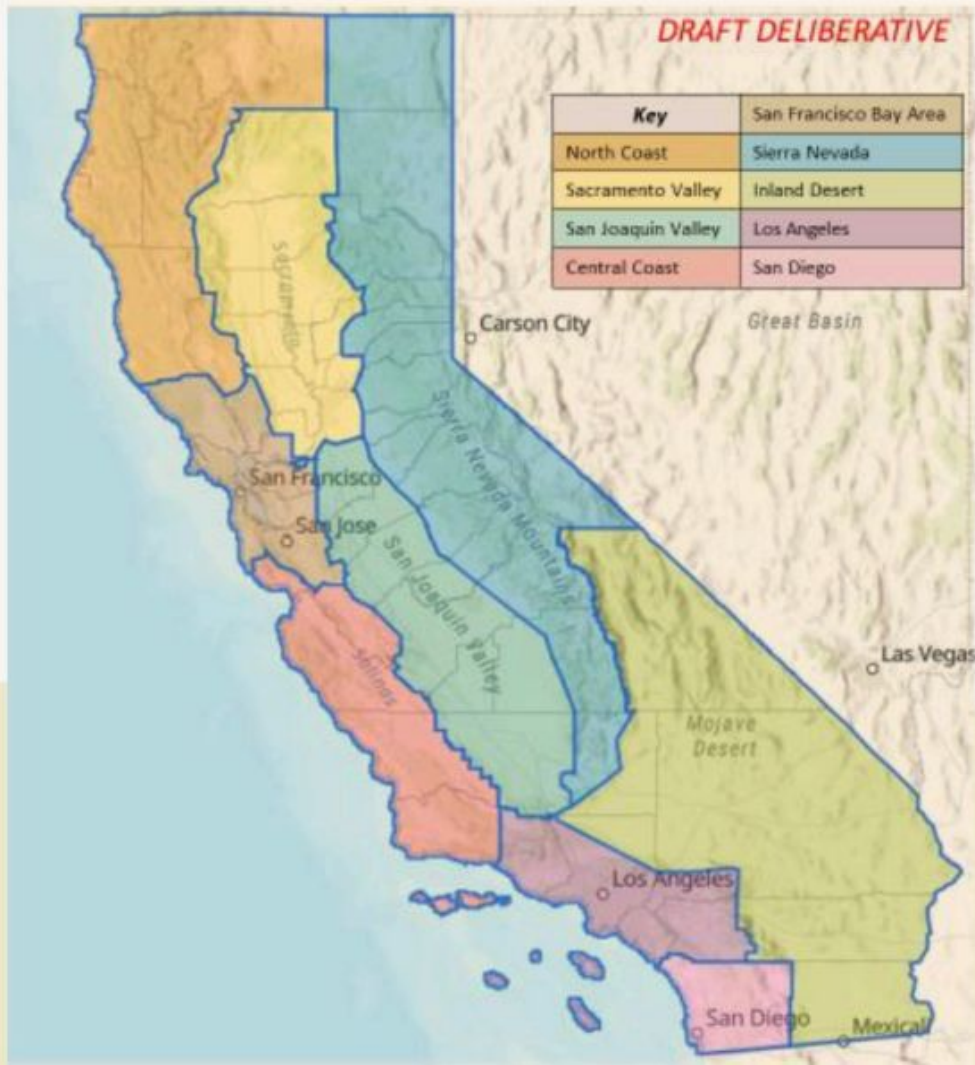 DRAFT DELIBERATIVE
Key San Francisco Bay Area
North Coast Sierra Nevada
Sacramento Valley Inland Desert
San Joaquin Valley Los Angeles
Central Coast San Diego
Sacramento
Carson City
Great Basin
Sierra Nevada Mountains
San Francisco
San Jose
San Joaquin Valley
Salinas
Las Vegas
Mojave
Desert
Los Angeles
San Diego
Mexicali